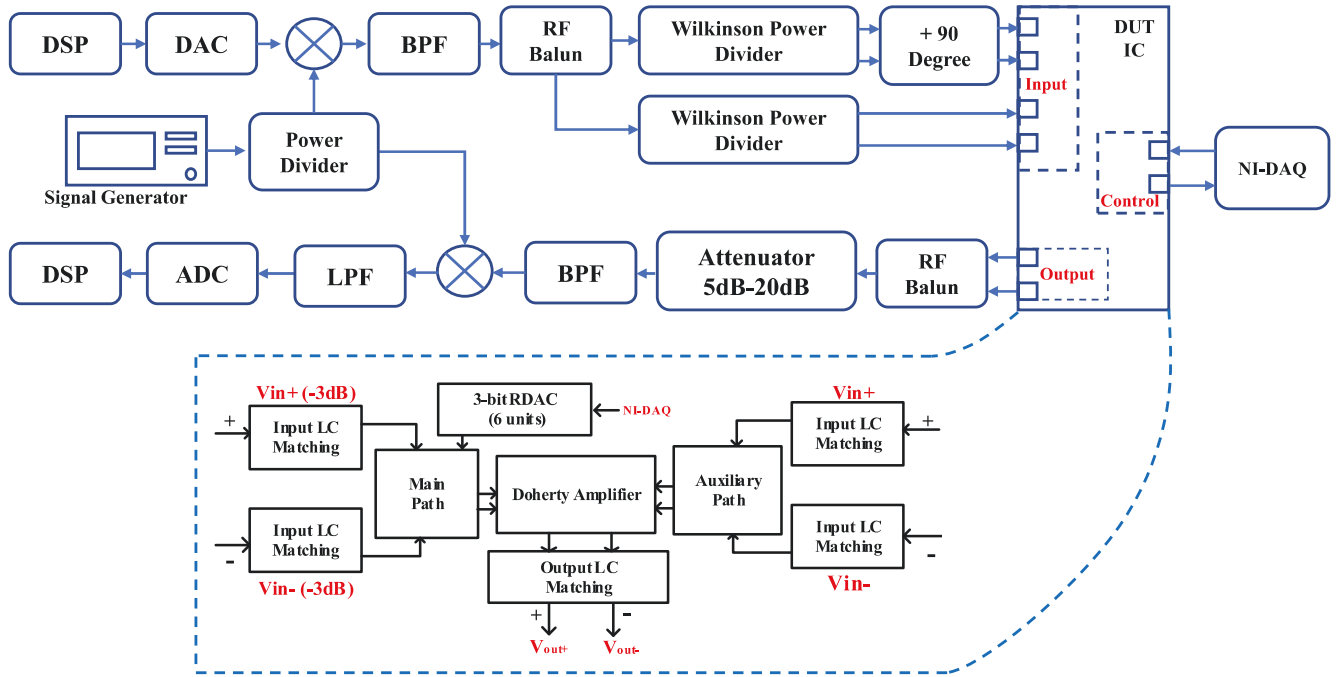 DSP
DAC
BPF
RF
Balun
Wilkinson Power
Divider
+ 90
Degree
DUT
IC
Input
Wilkinson Power
Divider
Power
Divider
Signal Generator
Control
NI-DAQ
DSP
ADC
LPF
BPF
Attenuator
5dB-20dB
RF
Balun
Output
Vin+ (-3dB)
+
Input LC
Matching
3-bit RDAC
(6 units)
NI-DAQ
Vin+
Input LC
Matching
+
Main
Path
Doherty Amplifier
Auxiliary
Path
Input LC
Matching
-
Vin- (-3dB)
Output LC
Matching
Input LC
Matching
-
Vin-
+
-
Vout+
Vout-